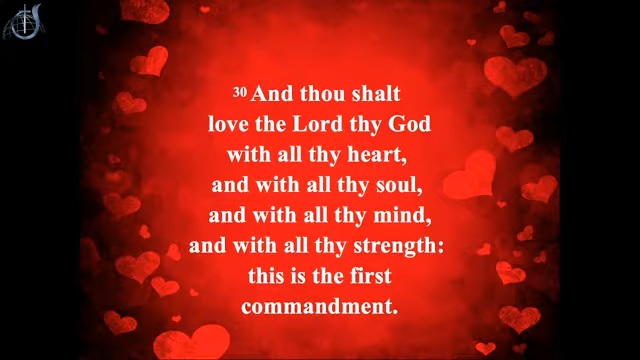 30 And thou shalt
love the Lord thy God
with all thy heart,
and with all thy soul,
and with all thy mind,
and with all thy strength:
this is the first
commandment.